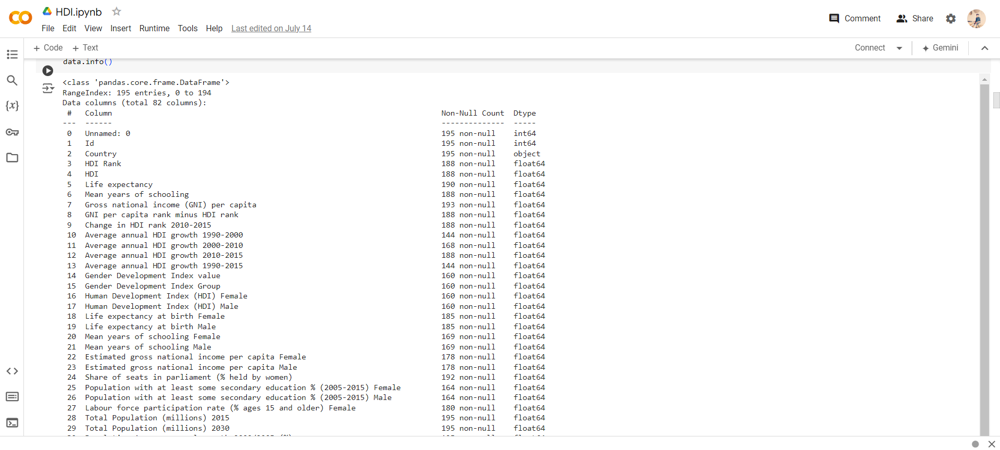 HDI.ipynb
File Edit View Insert Runtime Tools Help Last edited on July 14
Comment Share
+ Code + Text
Connect Gemini
data.info()
<class 'pandas.core.frame.DataFrame'>
RangeIndex: 195 entries, 0 to 194
Data columns (total 82 columns):
# Column Non-Null Count Dtype
--- ------ -------------- -----
0 Unnamed: 0 195 non-null int64
1 Id 195 non-null int64
2 Country 195 non-null object
3 HDI Rank 188 non-null float64
4 HDI 188 non-null float64
5 Life expectancy 190 non-null float64
6 Mean years of schooling 188 non-null float64
7 Gross national income (GNI) per capita 193 non-null float64
8 GNI per capita rank minus HDI rank 188 non-null float64
9 Change in HDI rank 2010-2015 188 non-null float64
10 Average annual HDI growth 1990-2000 144 non-null float64
11 Average annual HDI growth 2000-2010 168 non-null float64
12 Average annual HDI growth 2010-2015 188 non-null float64
13 Average annual HDI growth 1990-2015 144 non-null float64
14 Gender Development Index value 160 non-null float64
15 Gender Development Index Group 160 non-null float64
16 Human Development Index (HDI) Female 160 non-null float64
17 Human Development Index (HDI) Male 160 non-null float64
18 Life expectancy at birth Female 185 non-null float64
19 Life expectancy at birth Male 185 non-null float64
20 Mean years of schooling Female 169 non-null float64
21 Mean years of schooling Male 169 non-null float64
22 Estimated gross national income per capita Female 178 non-null float64
23 Estimated gross national income per capita Male 178 non-null float64
24 Share of seats in parliament (% held by women) 192 non-null float64
25 Population with at least some secondary education % (2005-2015) Female 164 non-null float64
26 Population with at least some secondary education % (2005-2015) Male 164 non-null float64
27 Labour force participation rate (% ages 15 and older) Female 180 non-null float64
28 Total Population (millions) 2015 195 non-null float64
29 Total Population (millions) 2030 195 non-null float64